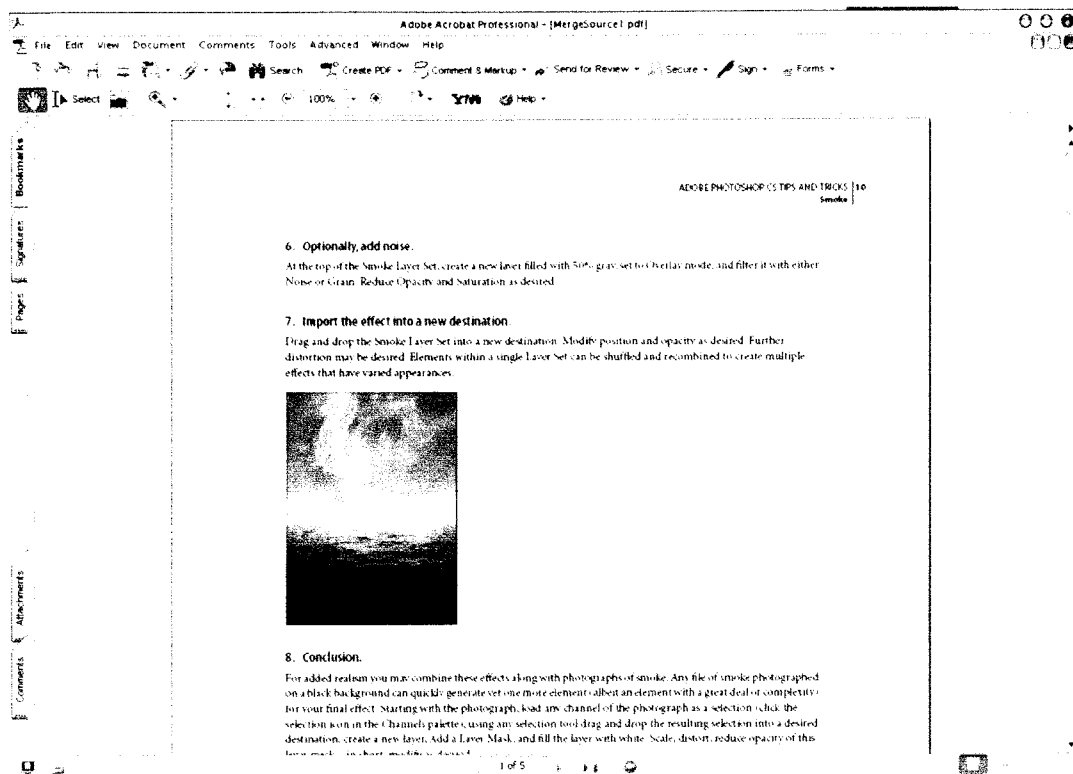 Adobe Acrobat Professional - [MergeSource1.pdf]
File Edit View Document Comments Tools Advanced Window Help
Search Create PDF Comment & Markup Send for Review Secure Sign Forms
Select 100% Help
Bookmarks
Signatures
Pages
Attachments
Comments
ADOBE PHOTOSHOP CS TIPS AND TRICKS 10
Smoke
6. Optionally, add noise.
At the top of the Smoke Layer Set, create a new layer filled with 50% gray, set to Overlay mode, and filter it with either
Noise or Grain. Reduce Opacity and Saturation as desired.
7. Import the effect into a new destination.
Drag and drop the Smoke Layer Set into a new destination. Modify position and opacity as desired. Further
distortion may be desired. Elements within a single Layer Set can be shuffled and recombined to create multiple
effects that have varied appearances.
8. Conclusion.
For added realism you may combine these effects along with photographs of smoke. Any file of smoke photographed
on a black background can quickly generate yet one more element (albeit an element with a great deal of complexity)
for your final effect. Starting with the photograph, load any channel of the photograph as a selection (click the
selection icon in the Channels palette), using any selection tool drag and drop the resulting selection into a desired
destination, create a new layer, Add a Layer Mask, and fill the layer with white. Scale, distort, reduce opacity of this
1 of 5